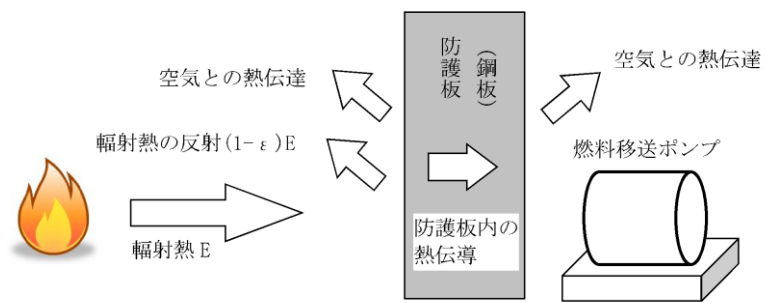 空気との熱伝達
輻射熱の反射(1-ε)E
輻射熱 E
防護板
（鋼板）
防護板内の
熱伝導
空気との熱伝達
燃料移送ポンプ